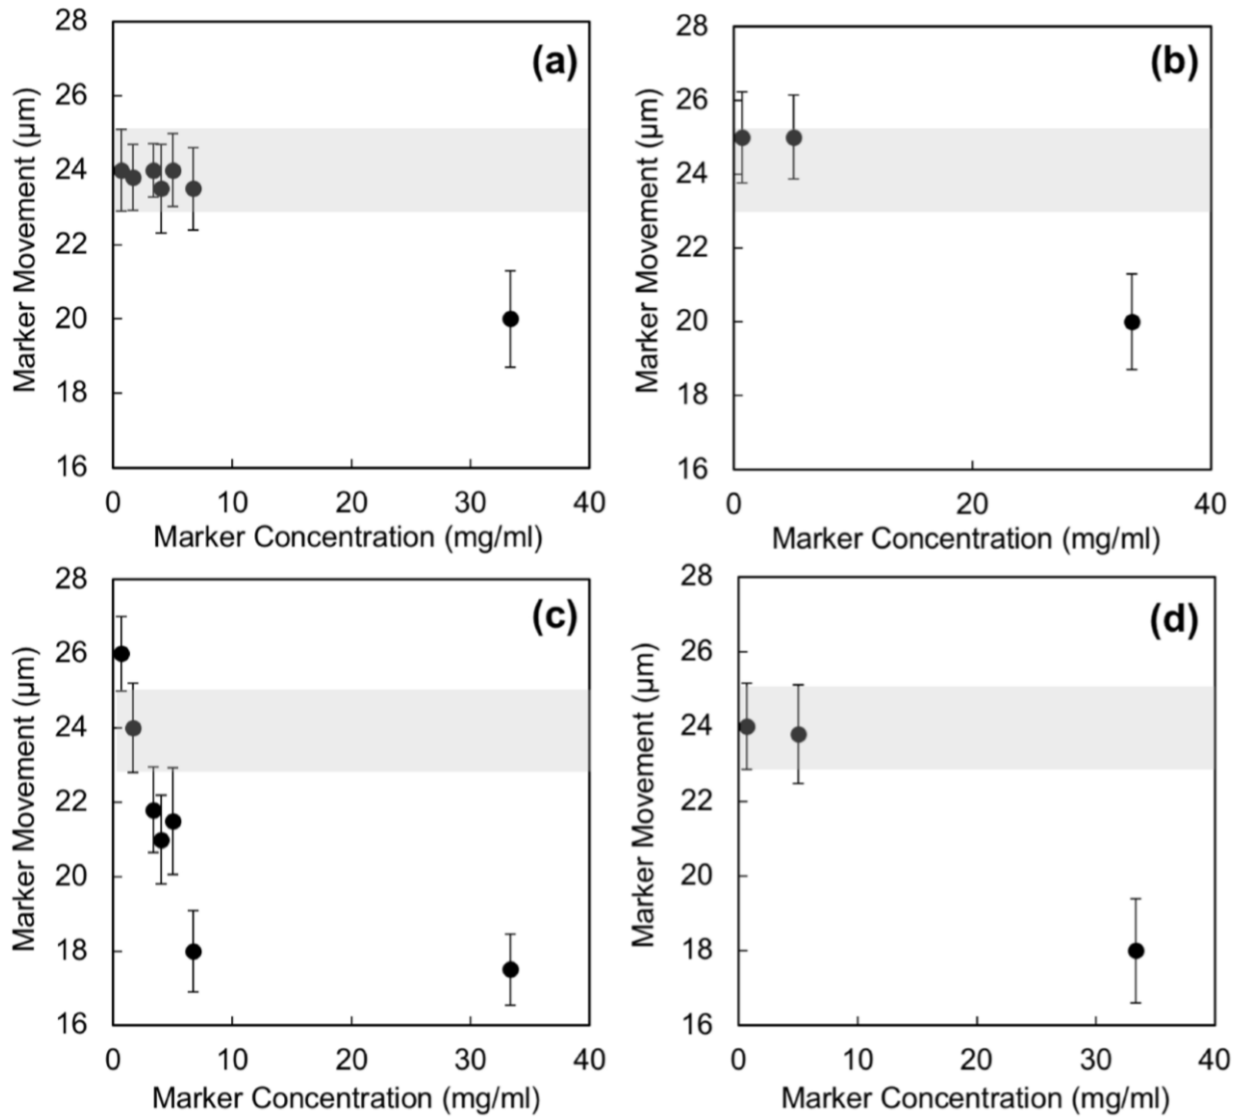 28
26
24
22
20
18
16
Marker Movement (μm)
(a)
0 10 20 30 40
Marker Concentration (mg/ml)
28
26
24
22
20
18
16
Marker Movement (μm)
(b)
0 20 40
Marker Concentration (mg/ml)
28
26
24
22
20
18
16
Marker Movement (μm)
(c)
0 10 20 30 40
Marker Concentration (mg/ml)
28
26
24
22
20
18
16
Marker Movement (μm)
(d)
0 10 20 30 40
Marker Concentration (mg/ml)